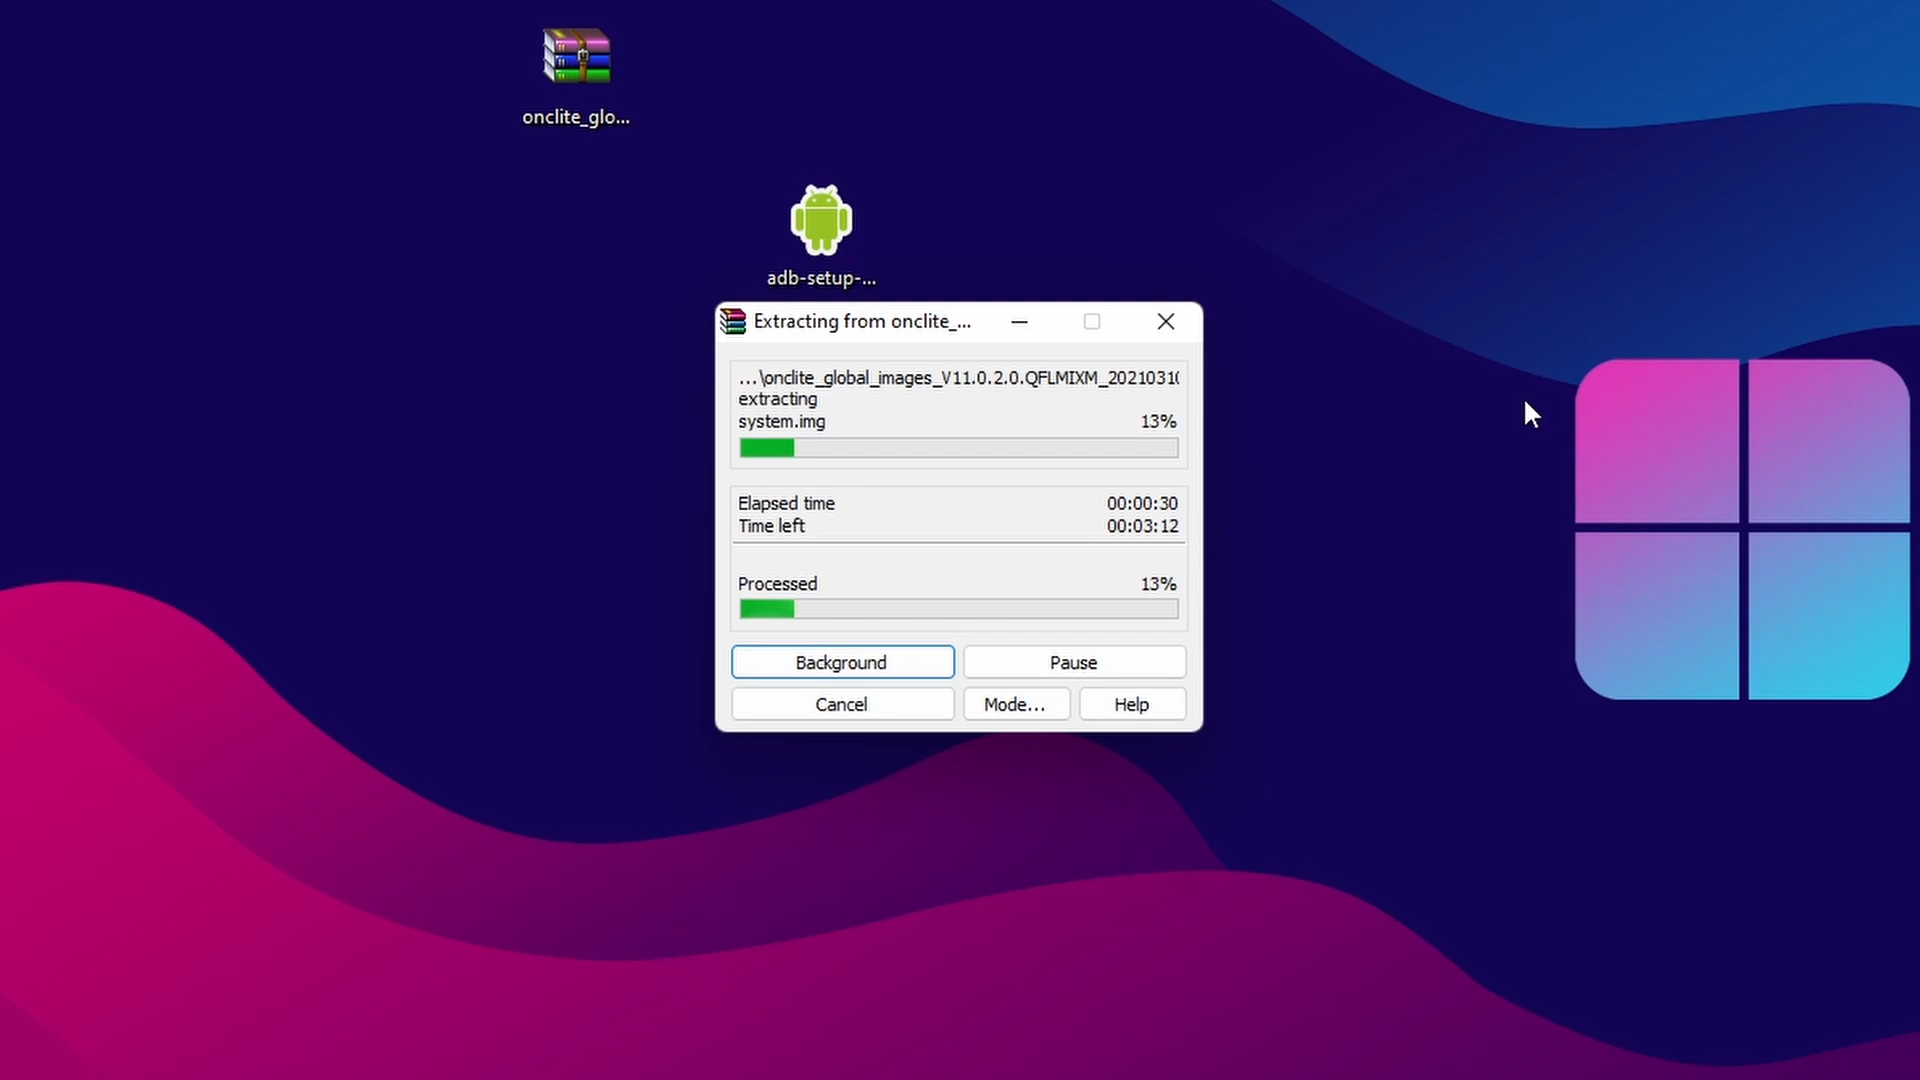 onclite_glo...
adb-setup-...
Extracting from onclite_...
...\onclite_global_images_V11.0.2.0.QFLMIXM_2021031
extracting
system.img 13%
Elapsed time 00:00:30
Time left 00:03:12
Processed 13%
Background Pause
Cancel Mode... Help